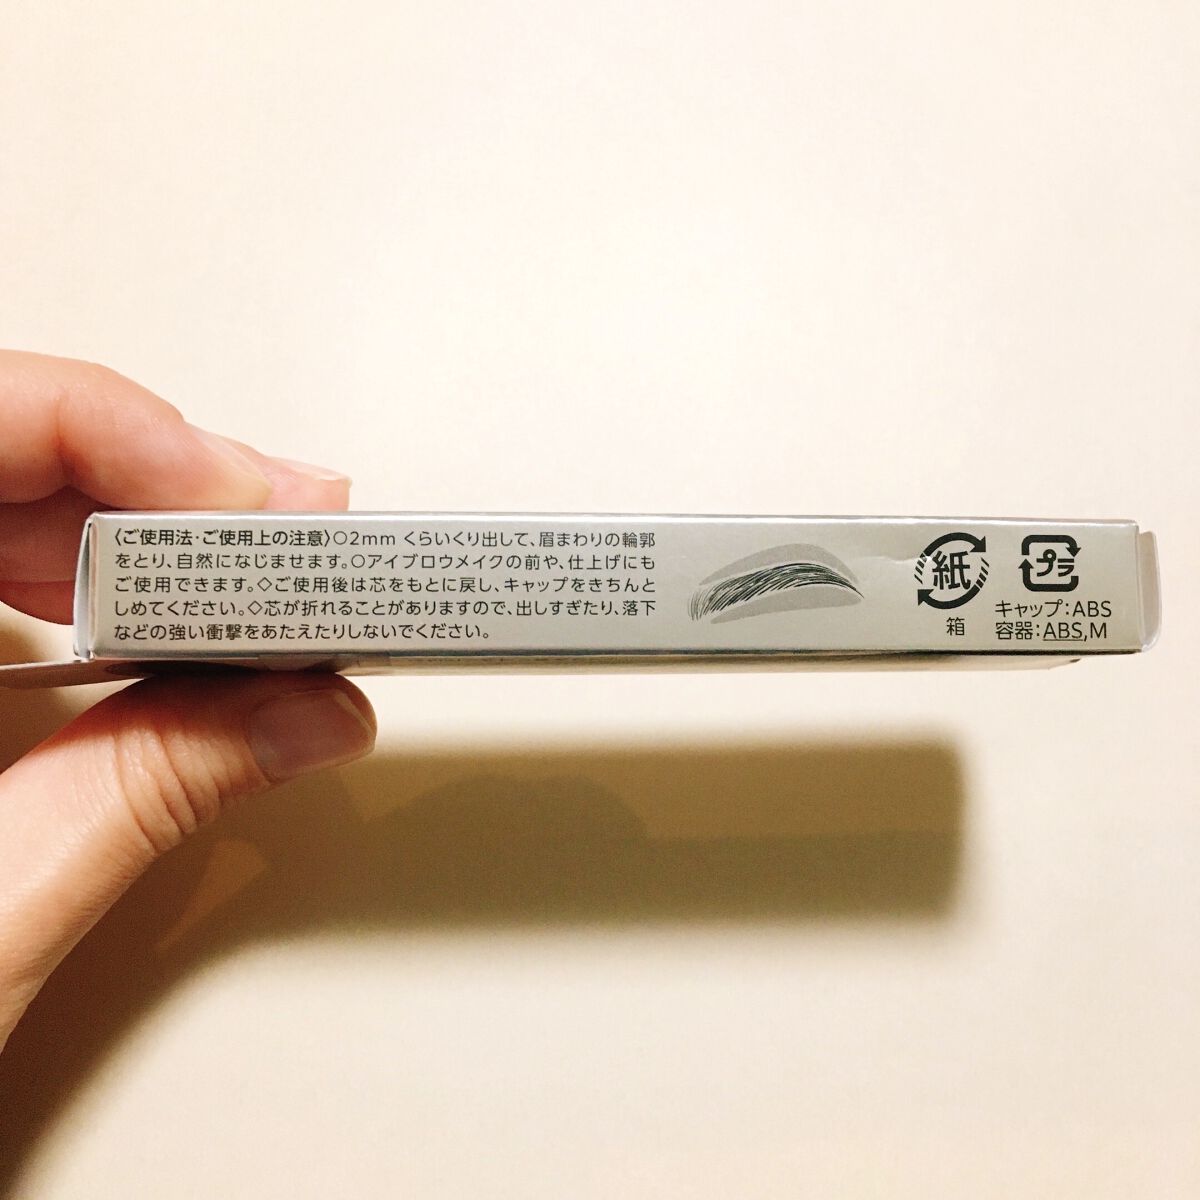 〈ご使用法・ご使用上の注意〉○2mm くらいくり出して、眉まわりの輪郭
をとり、自然になじませます。○アイブロウメイクの前や、仕上げにも
ご使用できます。◇ご使用後は芯をもとに戻し、キャップをきちんと
しめてください。◇芯が折れることがありますので、出しすぎたり、落下
などの強い衝撃をあたえたりしないでください。
紙
箱
プラ
キャップ:ABS
容器:ABS,M